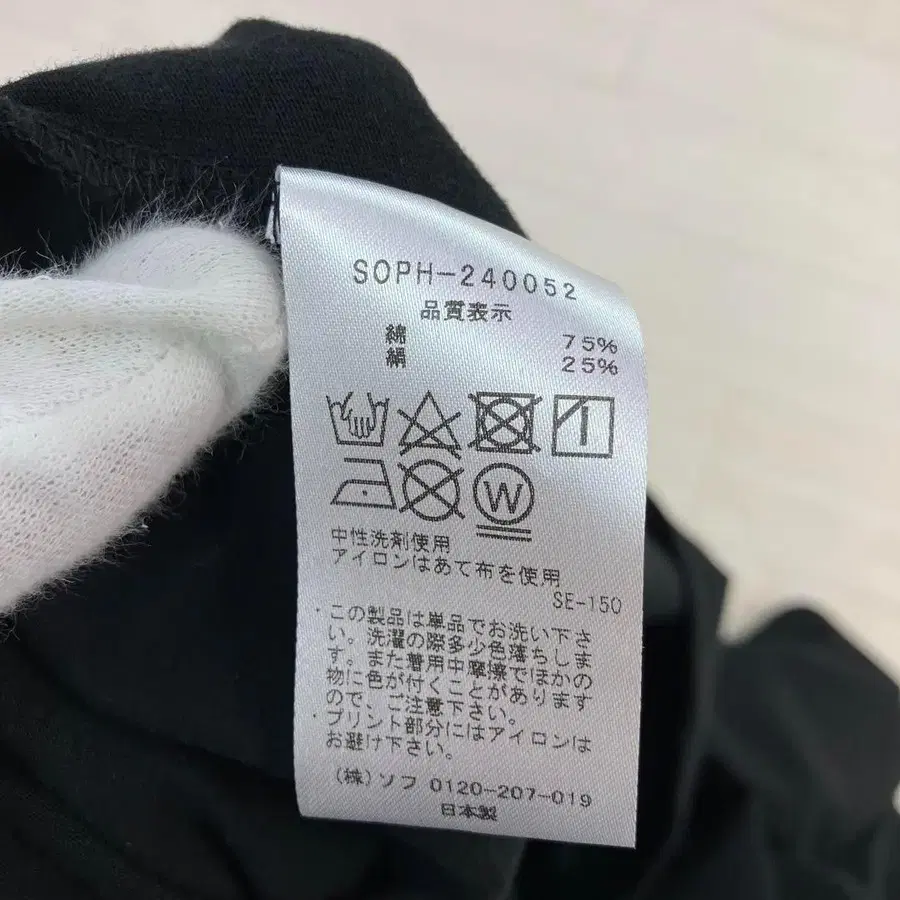 SOPH-240052
品質表示
綿 75%
絹 25%
W
中性洗剤使用
アイロンはあて布を使用
SE-150
・この製品は単品でお洗い下さ
い。洗濯の際多少色落ちしま
す。また着用中摩擦でほかの
物に色が付くことがあります
ので、ご注意下さい。
・プリント部分にはアイロンは
お避け下さい。
(株)ソフ 0120-207-019
日本製